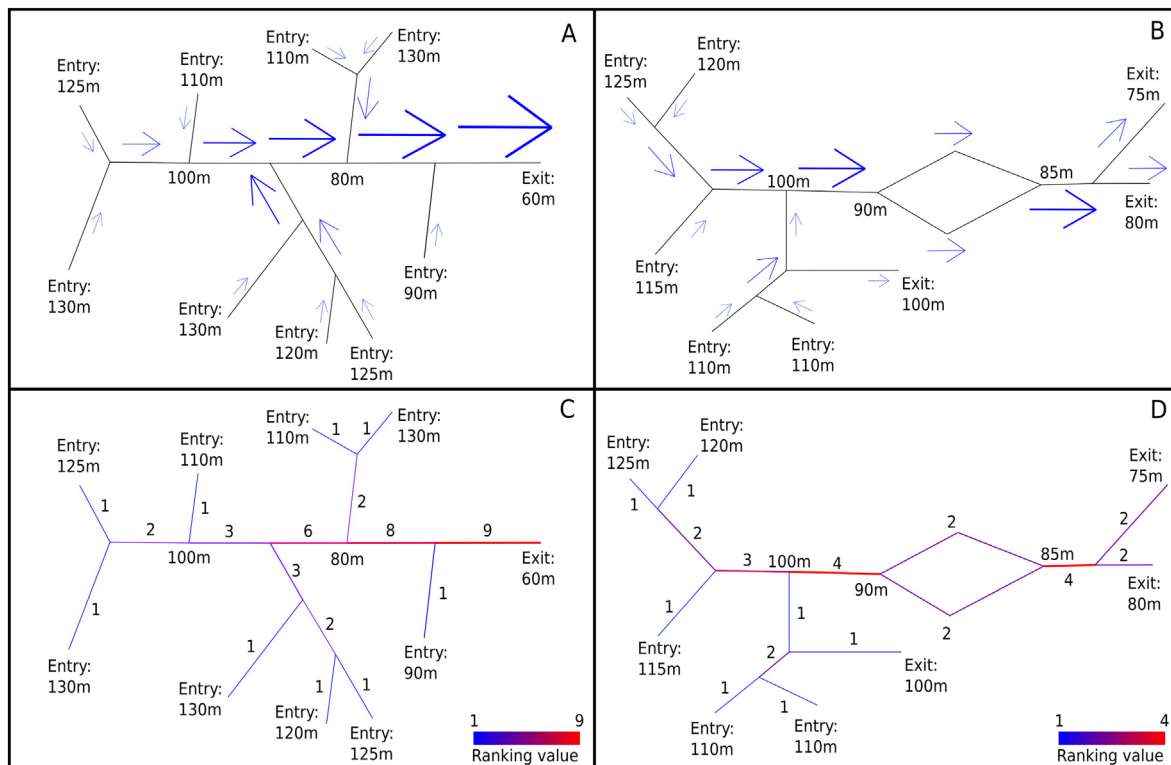 A
Entry:
110m
Entry:
130m
Entry:
125m
Entry:
110m
100m
80m
Exit:
60m
Entry:
130m
Entry:
130m
Entry:
90m
Entry:
120m
Entry:
125m
B
Entry:
125m
Entry:
120m
Exit:
75m
100m
90m
85m
Exit:
80m
Entry:
115m
Exit:
100m
Entry:
110m
Entry:
110m
C
Entry:
110m
1
1
Entry:
130m
Entry:
125m
Entry:
110m
1
1
2
2
3
6
8
9
100m
80m
Exit:
60m
3
1
1
1
2
Entry:
130m
Entry:
130m
Entry:
90m
1
1
Entry:
120m
Entry:
125m
1
9
Ranking value
D
Entry:
125m
Entry:
120m
Exit:
75m
1
1
2
2
2
3
100m
4
90m
85m
4
2
Exit:
80m
1
1
2
Entry:
115m
2
1
Exit:
100m
1
1
Entry:
110m
Entry:
110m
1
4
Ranking value